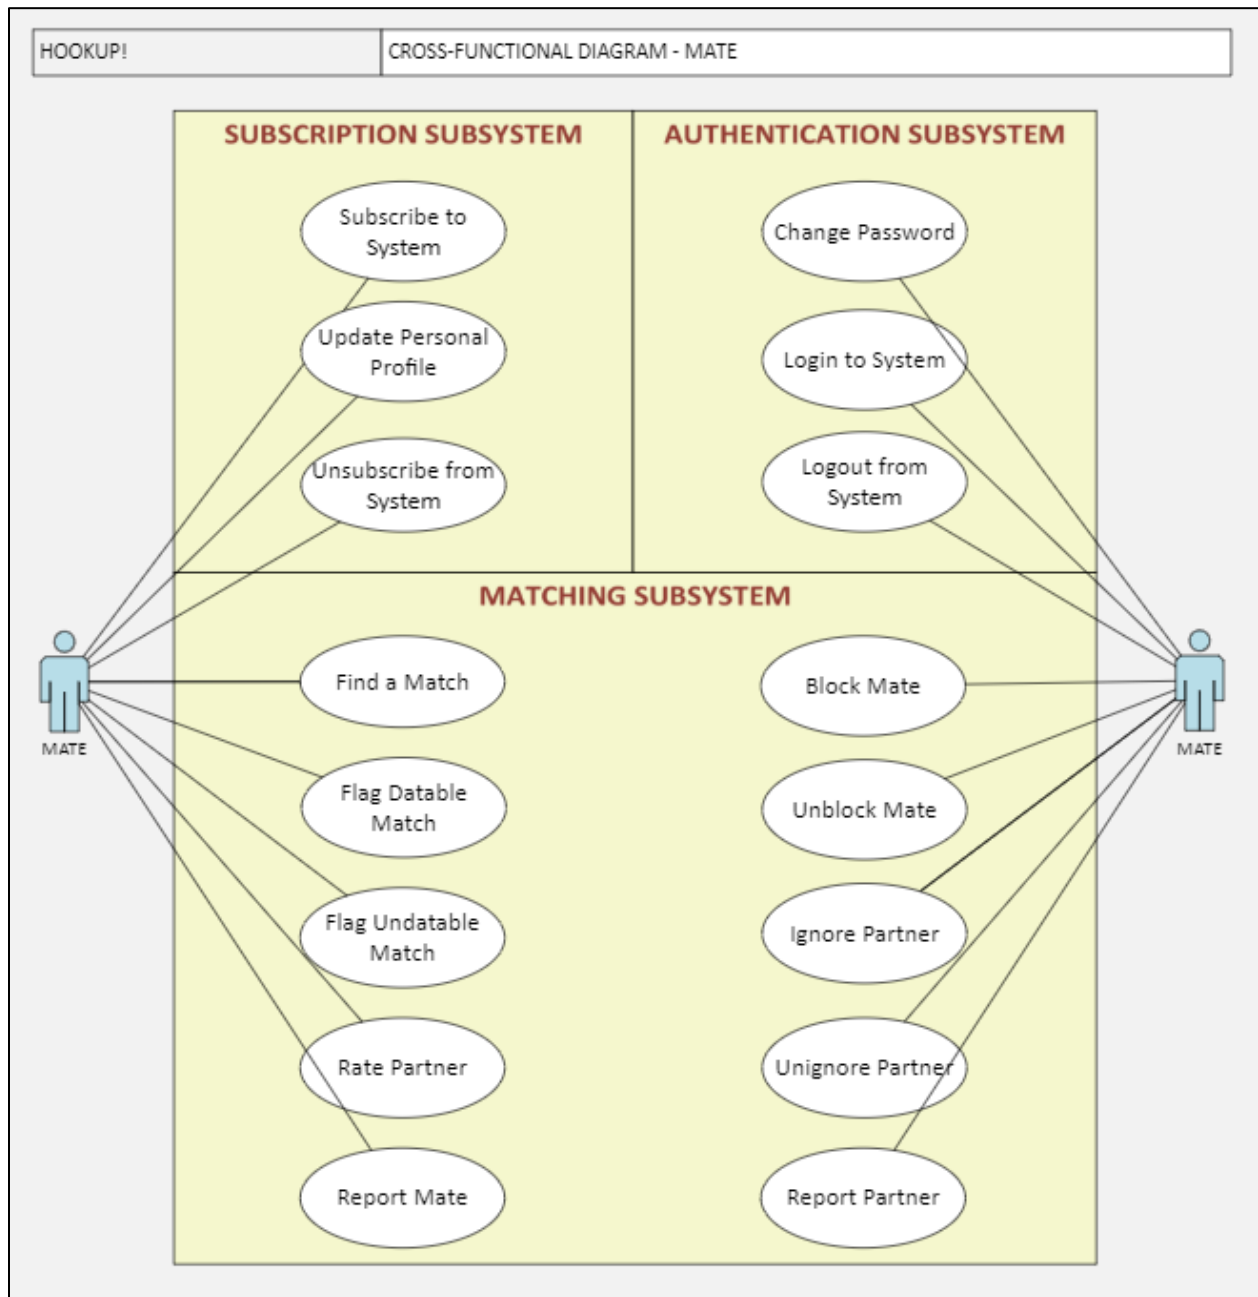 HOOKUP!
CROSS-FUNCTIONAL DIAGRAM - MATE
SUBSCRIPTION SUBSYSTEM
Subscribe to
System
Update Personal
Profile
Unsubscribe from
System
AUTHENTICATION SUBSYSTEM
Change Password
Login to System
Logout from
System
MATCHING SUBSYSTEM
Find a Match
Flag Datable
Match
Flag Undatable
Match
Rate Partner
Report Mate
Block Mate
Unblock Mate
Ignore Partner
Unignore Partner
Report Partner
MATE
MATE